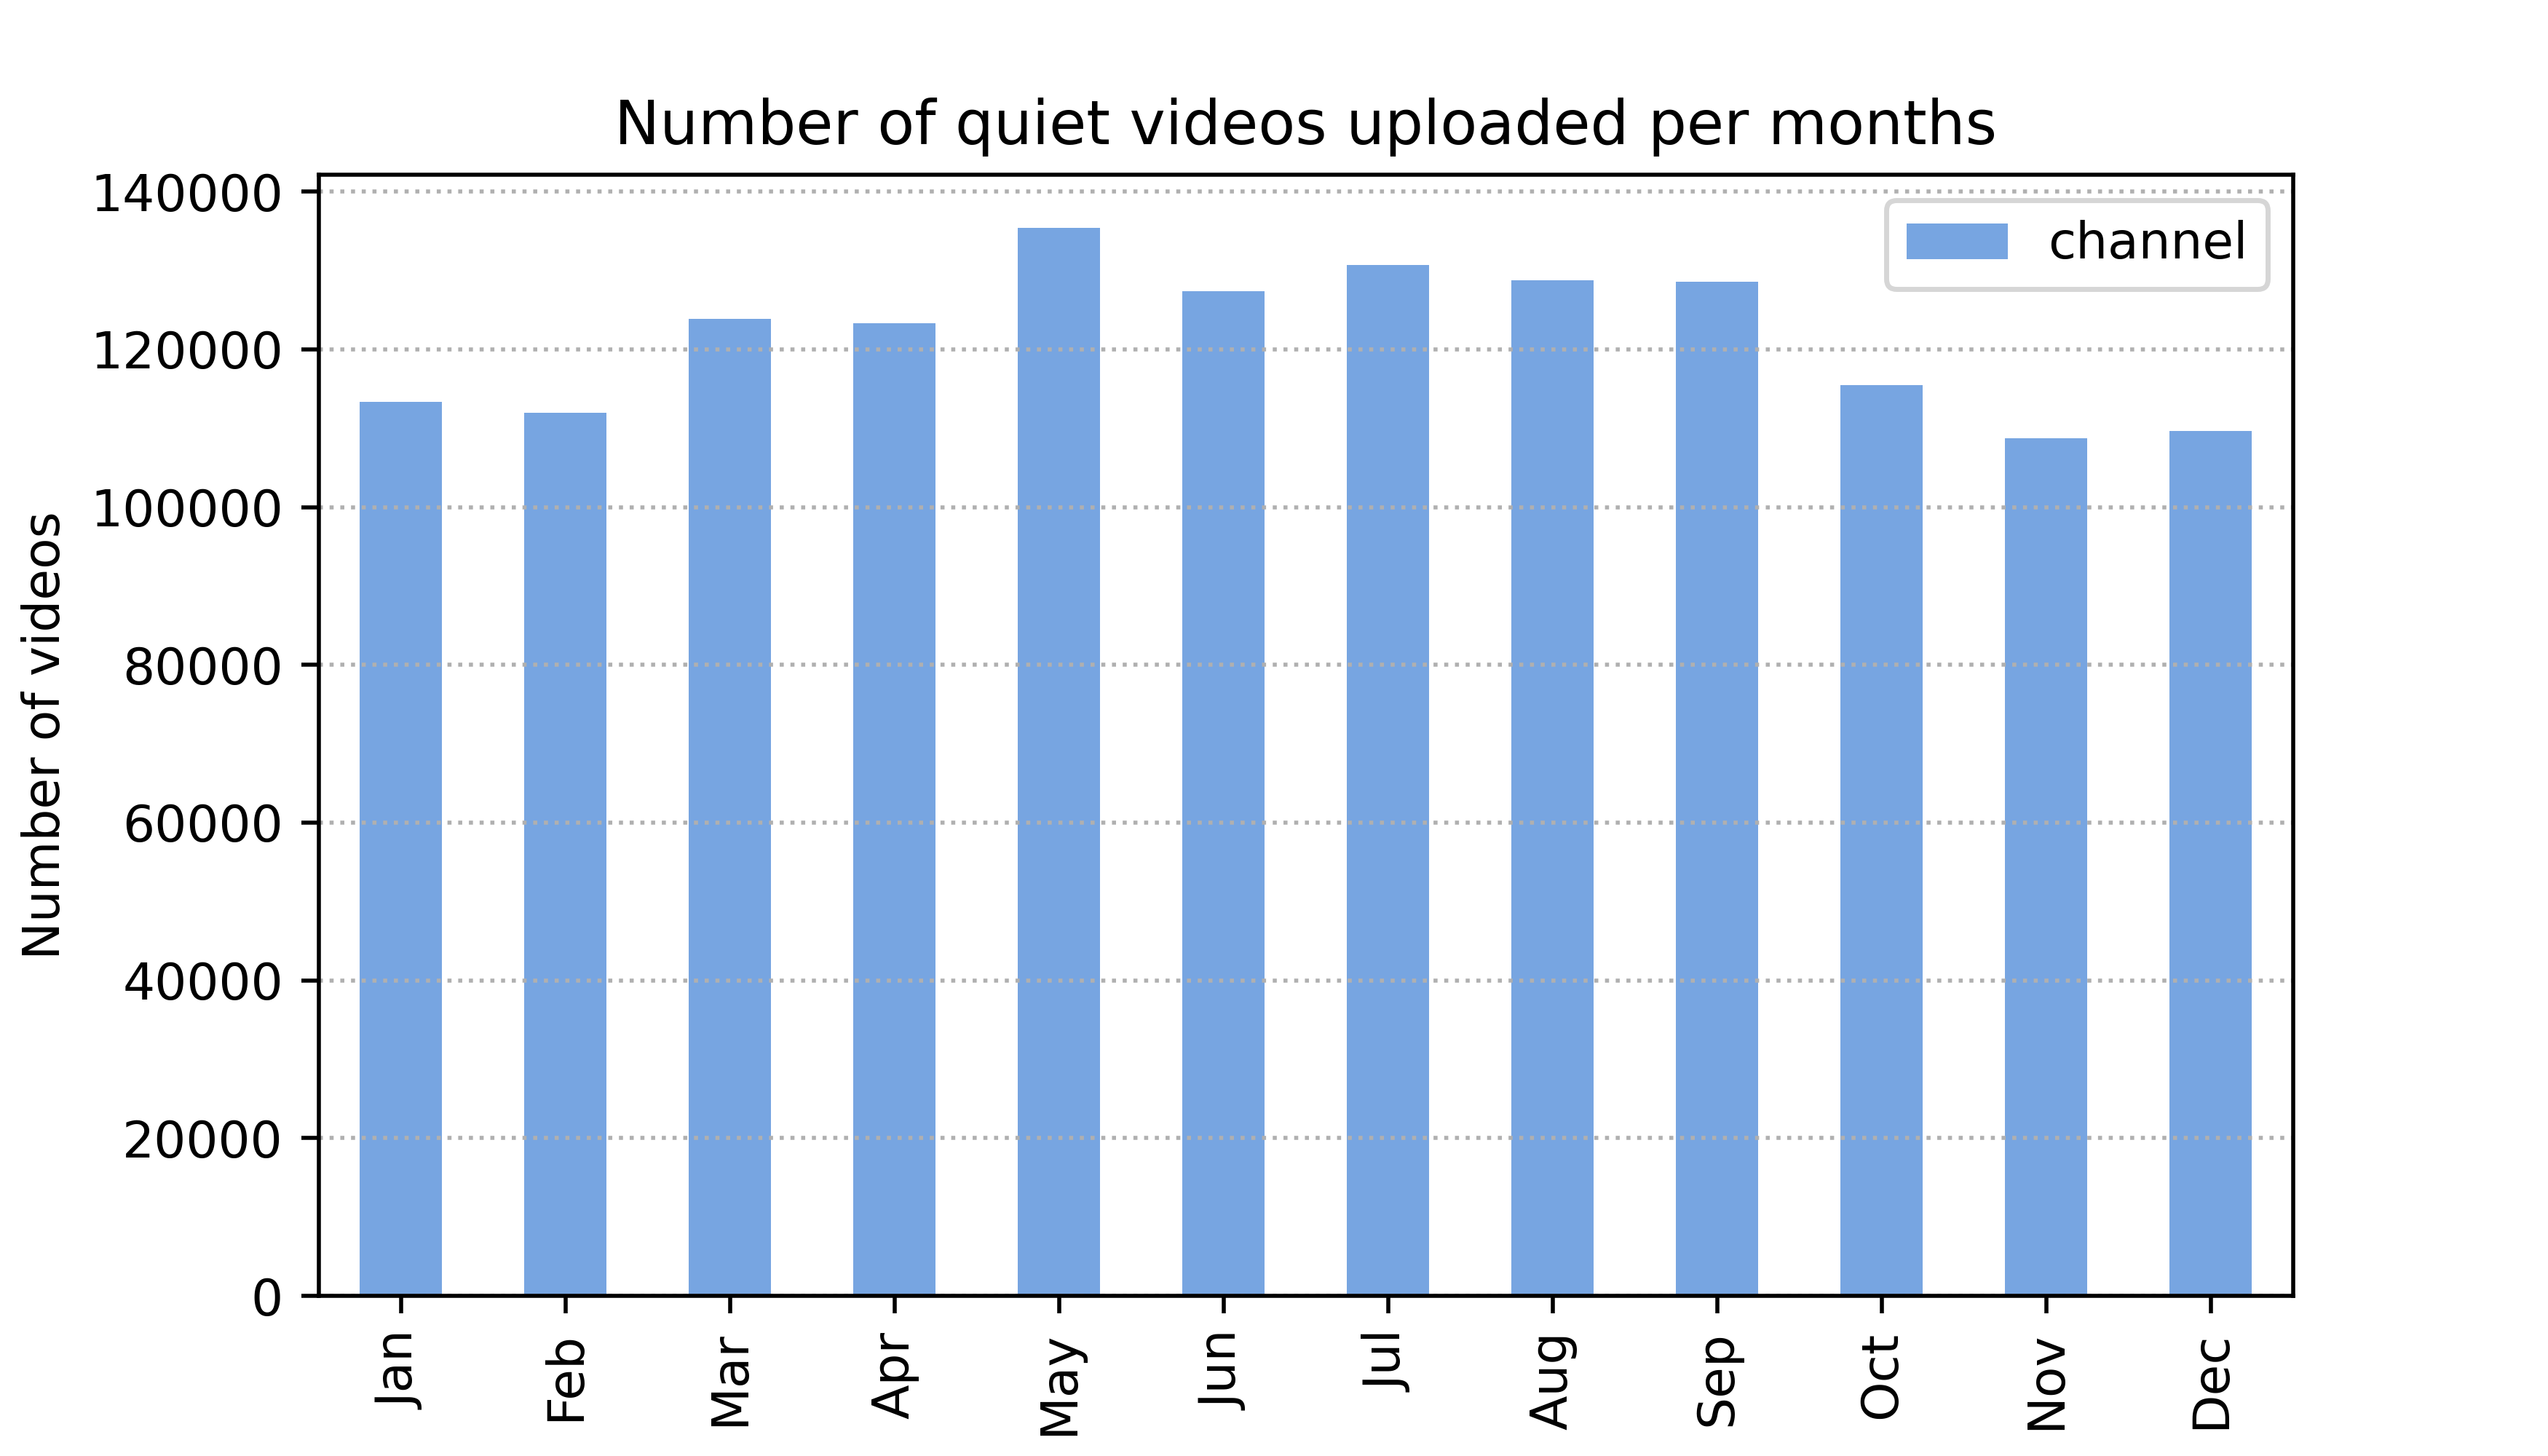 Number of quiet videos uploaded per months
channel
Number of videos
140000
120000
100000
80000
60000
40000
20000
0
Jan
Feb
Mar
Apr
May
Jun
Jul
Aug
Sep
Oct
Nov
Dec